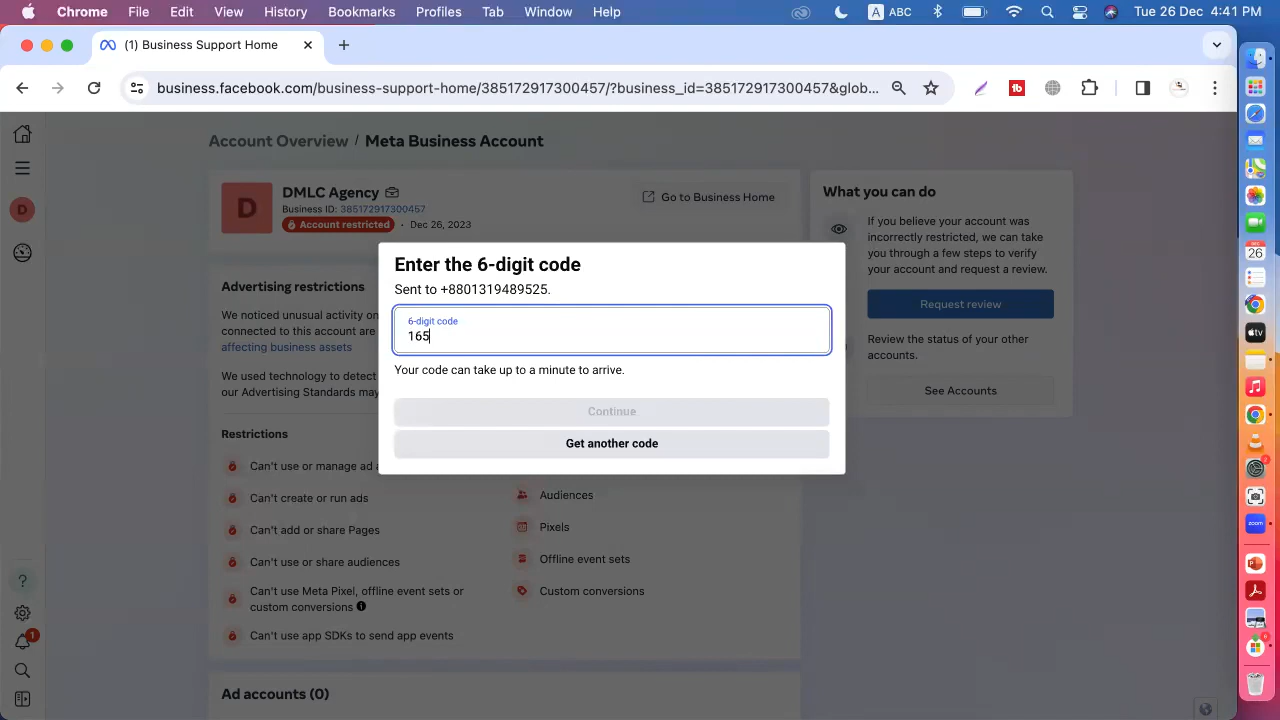 Chrome File Edit View History Bookmarks Profiles Tab Window Help A ABC Tue 26 Dec 4:41 PM
(1) Business Support Home
business.facebook.com/business-support-home/385172917300457/?business_id=385172917300457&glob...
Account Overview / Meta Business Account
D
DMLC Agency
Business ID: 385172917300457
Account restricted · Dec 26, 2023
Go to Business Home
What you can do
If you believe your account was
incorrectly restricted, we can take
you through a few steps to verify
your account and request a review.
Request review
Review the status of your other
accounts.
See Accounts
D
Advertising restrictions
We noticed unusual activity on
connected to this account are
affecting business assets
We used technology to detect
our Advertising Standards may
Enter the 6-digit code
Sent to +8801319489525.
6-digit code
165
Your code can take up to a minute to arrive.
Continue
Get another code
Restrictions
Can't use or manage ad a
Can't create or run ads
Can't add or share Pages
Can't use or share audiences
Can't use Meta Pixel, offline event sets or
custom conversions
Can't use app SDKs to send app events
Audiences
Pixels
Offline event sets
Custom conversions
Ad accounts (0)
?
1
26
tv
zoom